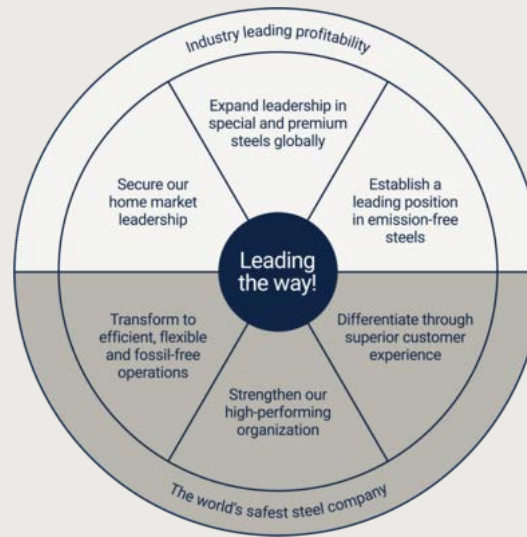 Industry leading profitability
Expand leadership in
special and premium
steels globally
Secure our
home market
leadership
Establish a
leading position
in emission-free
steels
Leading
the way!
Transform to
efficient, flexible
and fossil-free
operations
Differentiate through
superior customer
experience
Strengthen our
high-performing
organization
The world's safest steel company